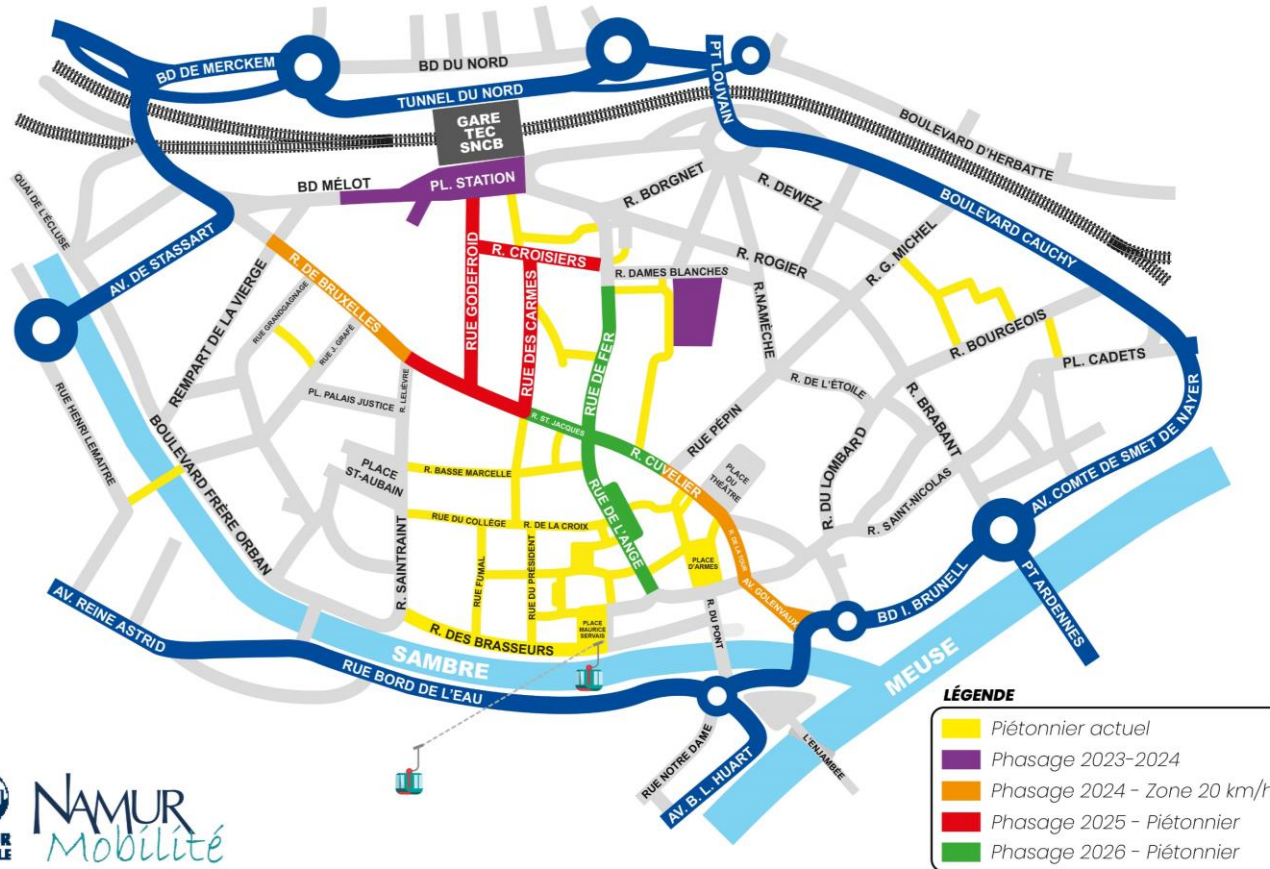 BD DE MERCKEM
BD DU NORD
TUNNEL DU NORD
PT LOUVAIN
BOULEVARD D'HERBATTE
GARE
TEC
SNCB
BD MÉLOT
PL. STATION
R. BORGNET
R. DEWEZ
BOULEVARD CAUCHY
QUAI DE L'ÉCLUSE
AV. DE STASSART
R. DE BRUXELLES
REMPART DE LA VIERGE
RUE GRANDGAGNAGE
RUE J. GRAFÉ
RUE GODEFROID
R. CROISIERS
RUE DES CARMES
R. DAMES BLANCHES
R. ROGIER
R. G. MICHEL
R.NAMÊCHE
RUE DE FER
R. BOURGEOIS
PL. CADETS
R. DE L'ÉTOILE
R. BRABANT
PL. PALAIS JUSTICE
R. LELIÈVRE
RUE HENRI LEMAITRE
BOULEVARD FRÈRE ORBAN
PLACE
ST-AUBAIN
R. ST. JACQUES
R. CUVELIER
RUE PÉPIN
PLACE
DU
THÉÂTRE
R. DU LOMBARD
R. SAINT-NICOLAS
AV. COMTE DE SMET DE NAYER
R. BASSE MARCELLE
RUE DU COLLÈGE
R. DE LA CROIX
RUE DE L'ANGE
R. SAINTRAINT
RUE FUMAL
RUE DU PRÉSIDENT
PLACE
D'ARMES
R. DE LA TOUR
AV. GOLENVAUX
PLACE
MAURICE
SERVAIS
R. DES BRASSEURS
R. DU PONT
BD I. BRUNELL
PT ARDENNES
AV. REINE ASTRID
RUE BORD DE L'EAU
SAMBRE
MEUSE
RUE NOTRE DAME
AV. B. L. HUART
L'ENJAMBÉE
NAMUR
Mobilité
LÉGENDE
Piétonnier actuel
Phasage 2023-2024
Phasage 2024 - Zone 20 km/h
Phasage 2025 - Piétonnier
Phasage 2026 - Piétonnier